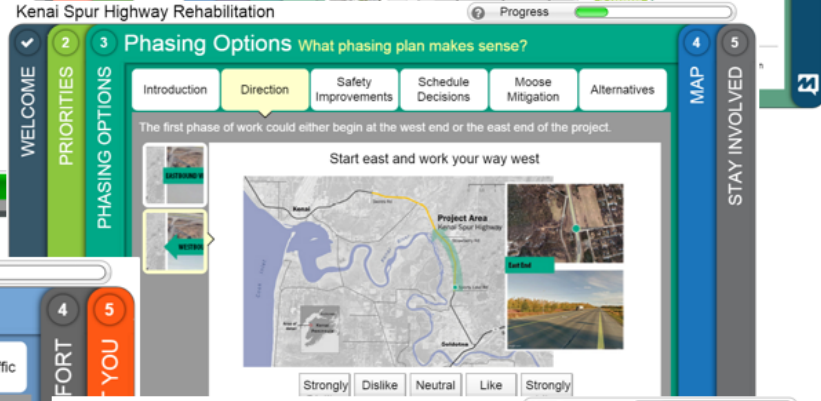 Kenai Spur Highway Rehabilitation
? Progress
WELCOME
2 PRIORITIES
3 PHASING OPTIONS
Phasing Options What phasing plan makes sense?
Introduction
Direction
Safety
Improvements
Schedule
Decisions
Moose
Mitigation
Alternatives
The first phase of work could either begin at the west end or the east end of the project.
EASTBOUND
Start east and work your way west
Kenai
Project Area
Kenai Spur Highway
East End
Soldotna
Strongly
Dislike
Neutral
Like
Strongly
4 MAP
5 STAY INVOLVED
ffic
4 FORT
5 YOU